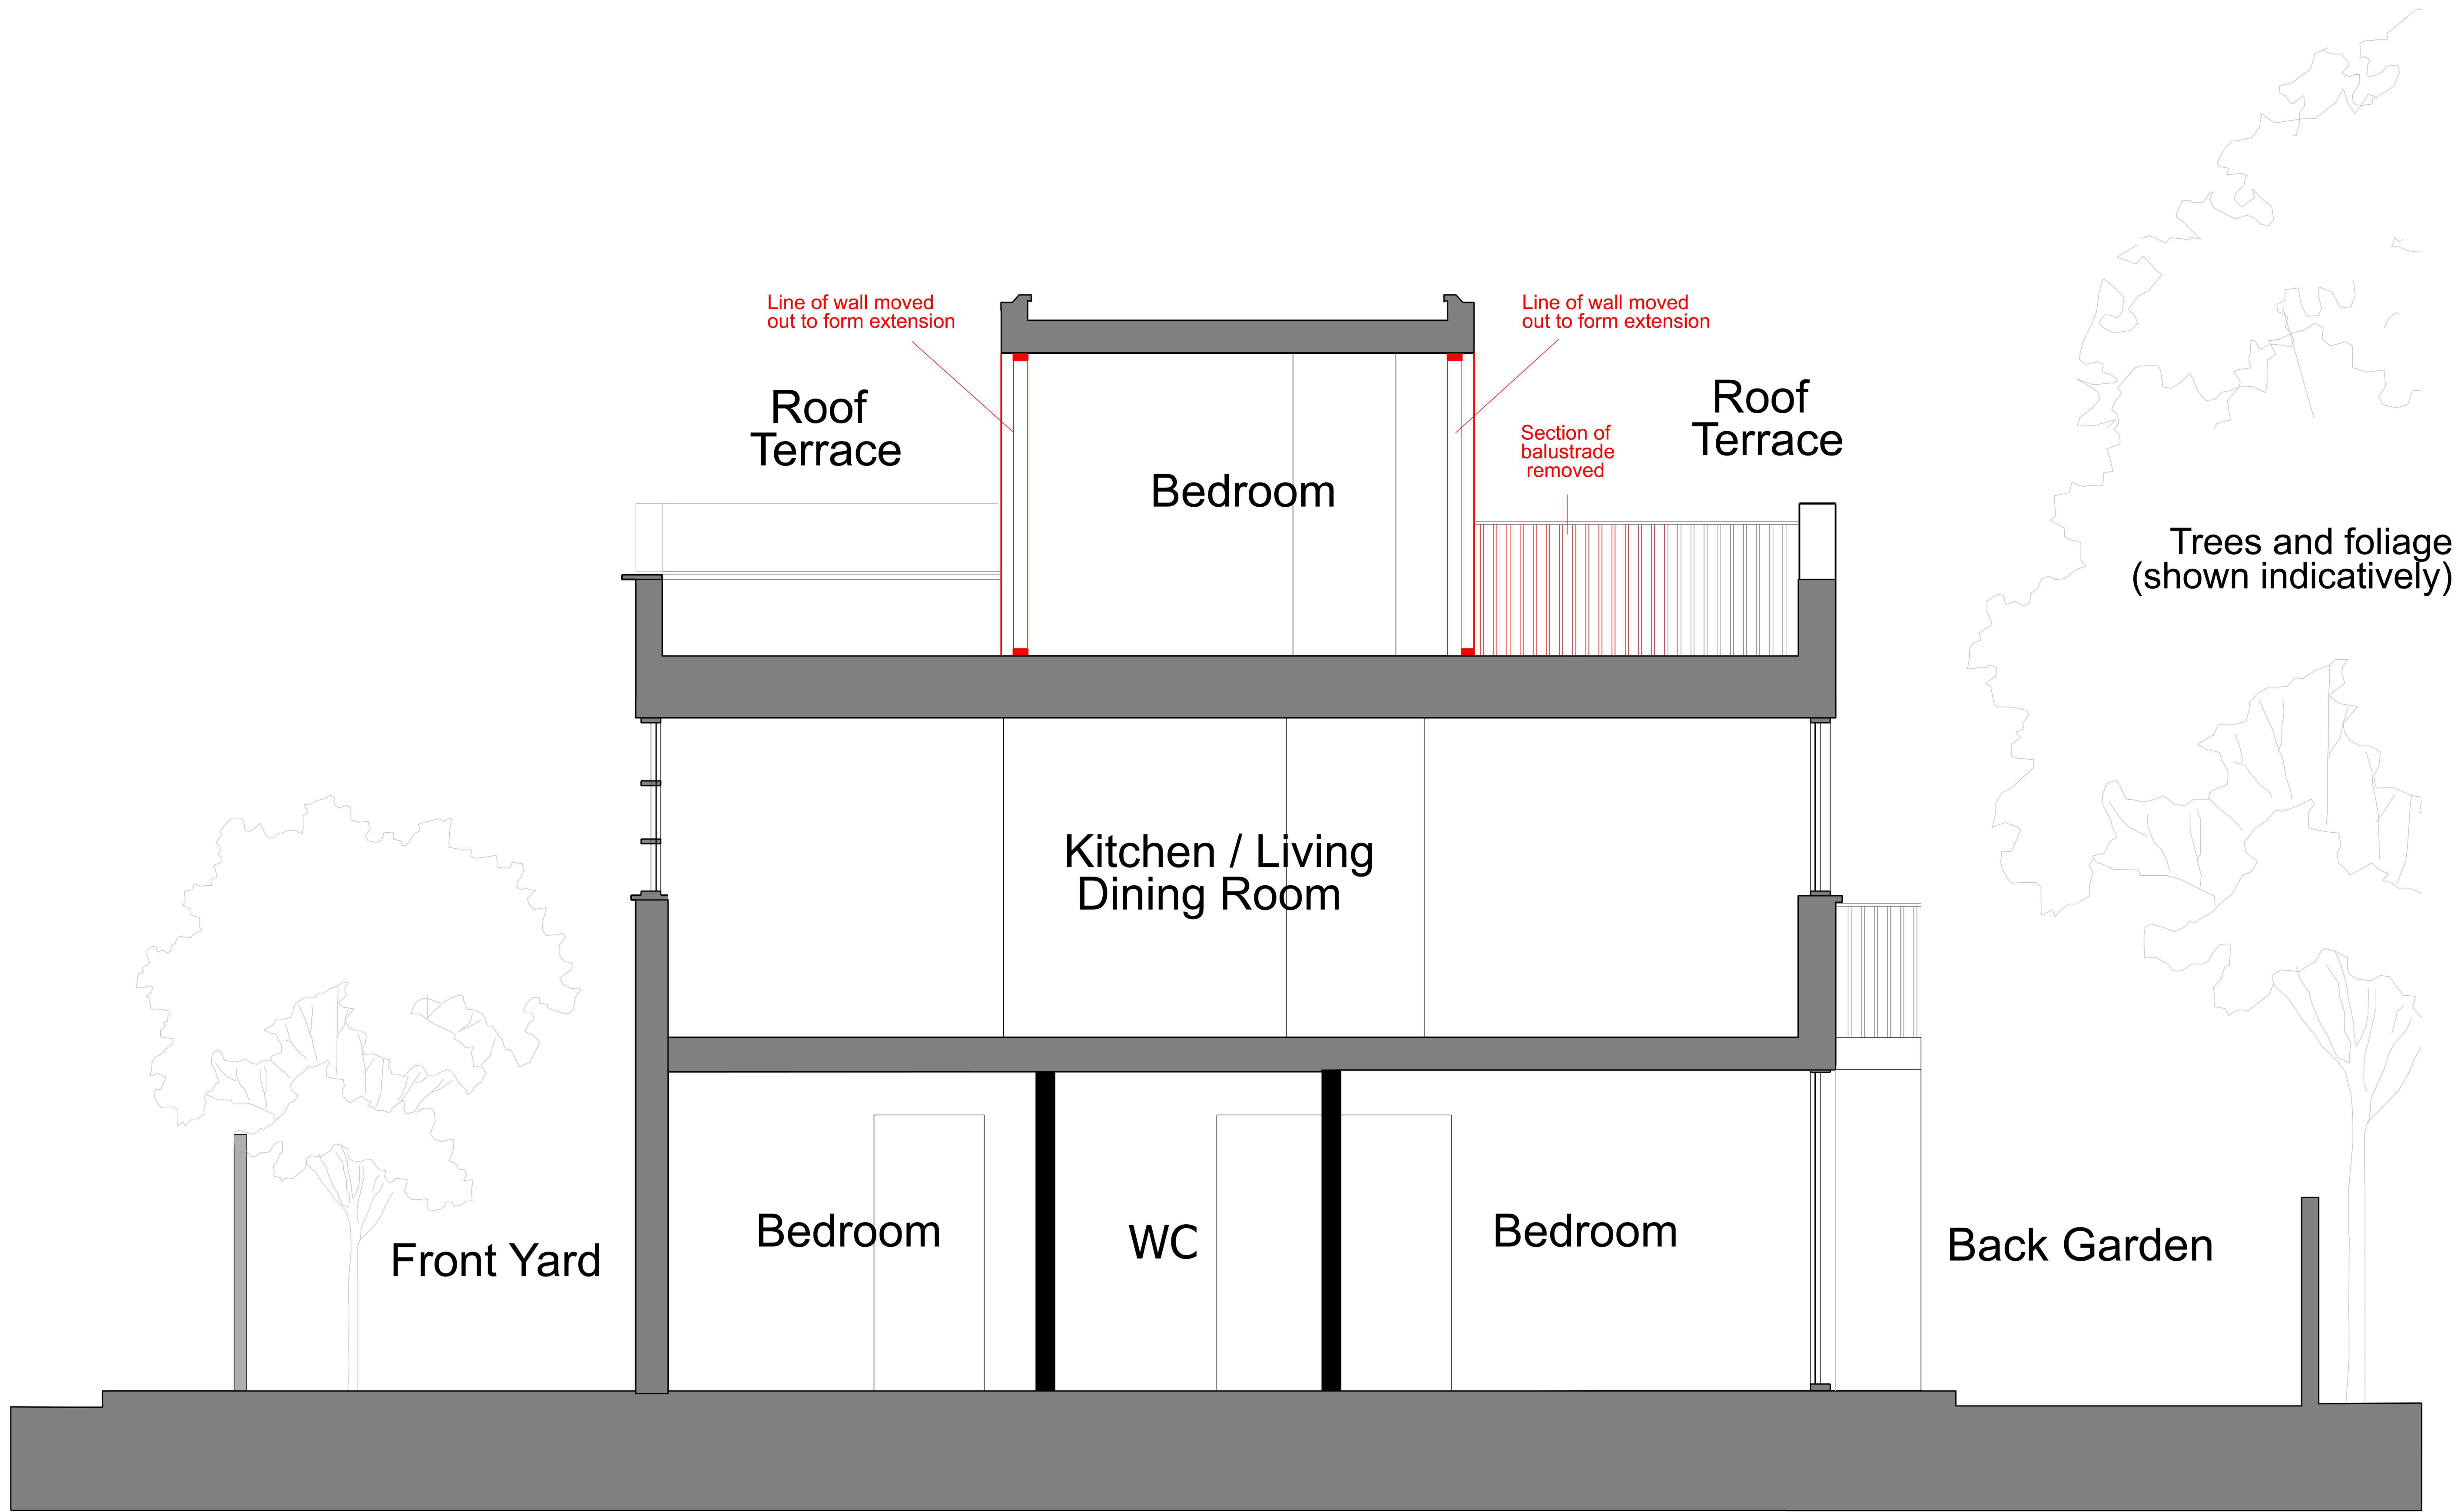 Line of wall moved
out to form extension
Line of wall moved
out to form extension
Roof
Terrace
Roof
Terrace
Section of
balustrade
removed
Bedroom
Trees and foliage
(shown indicatively)
Kitchen / Living
Dining Room
Front Yard
Bedroom
WC
Bedroom
Back Garden